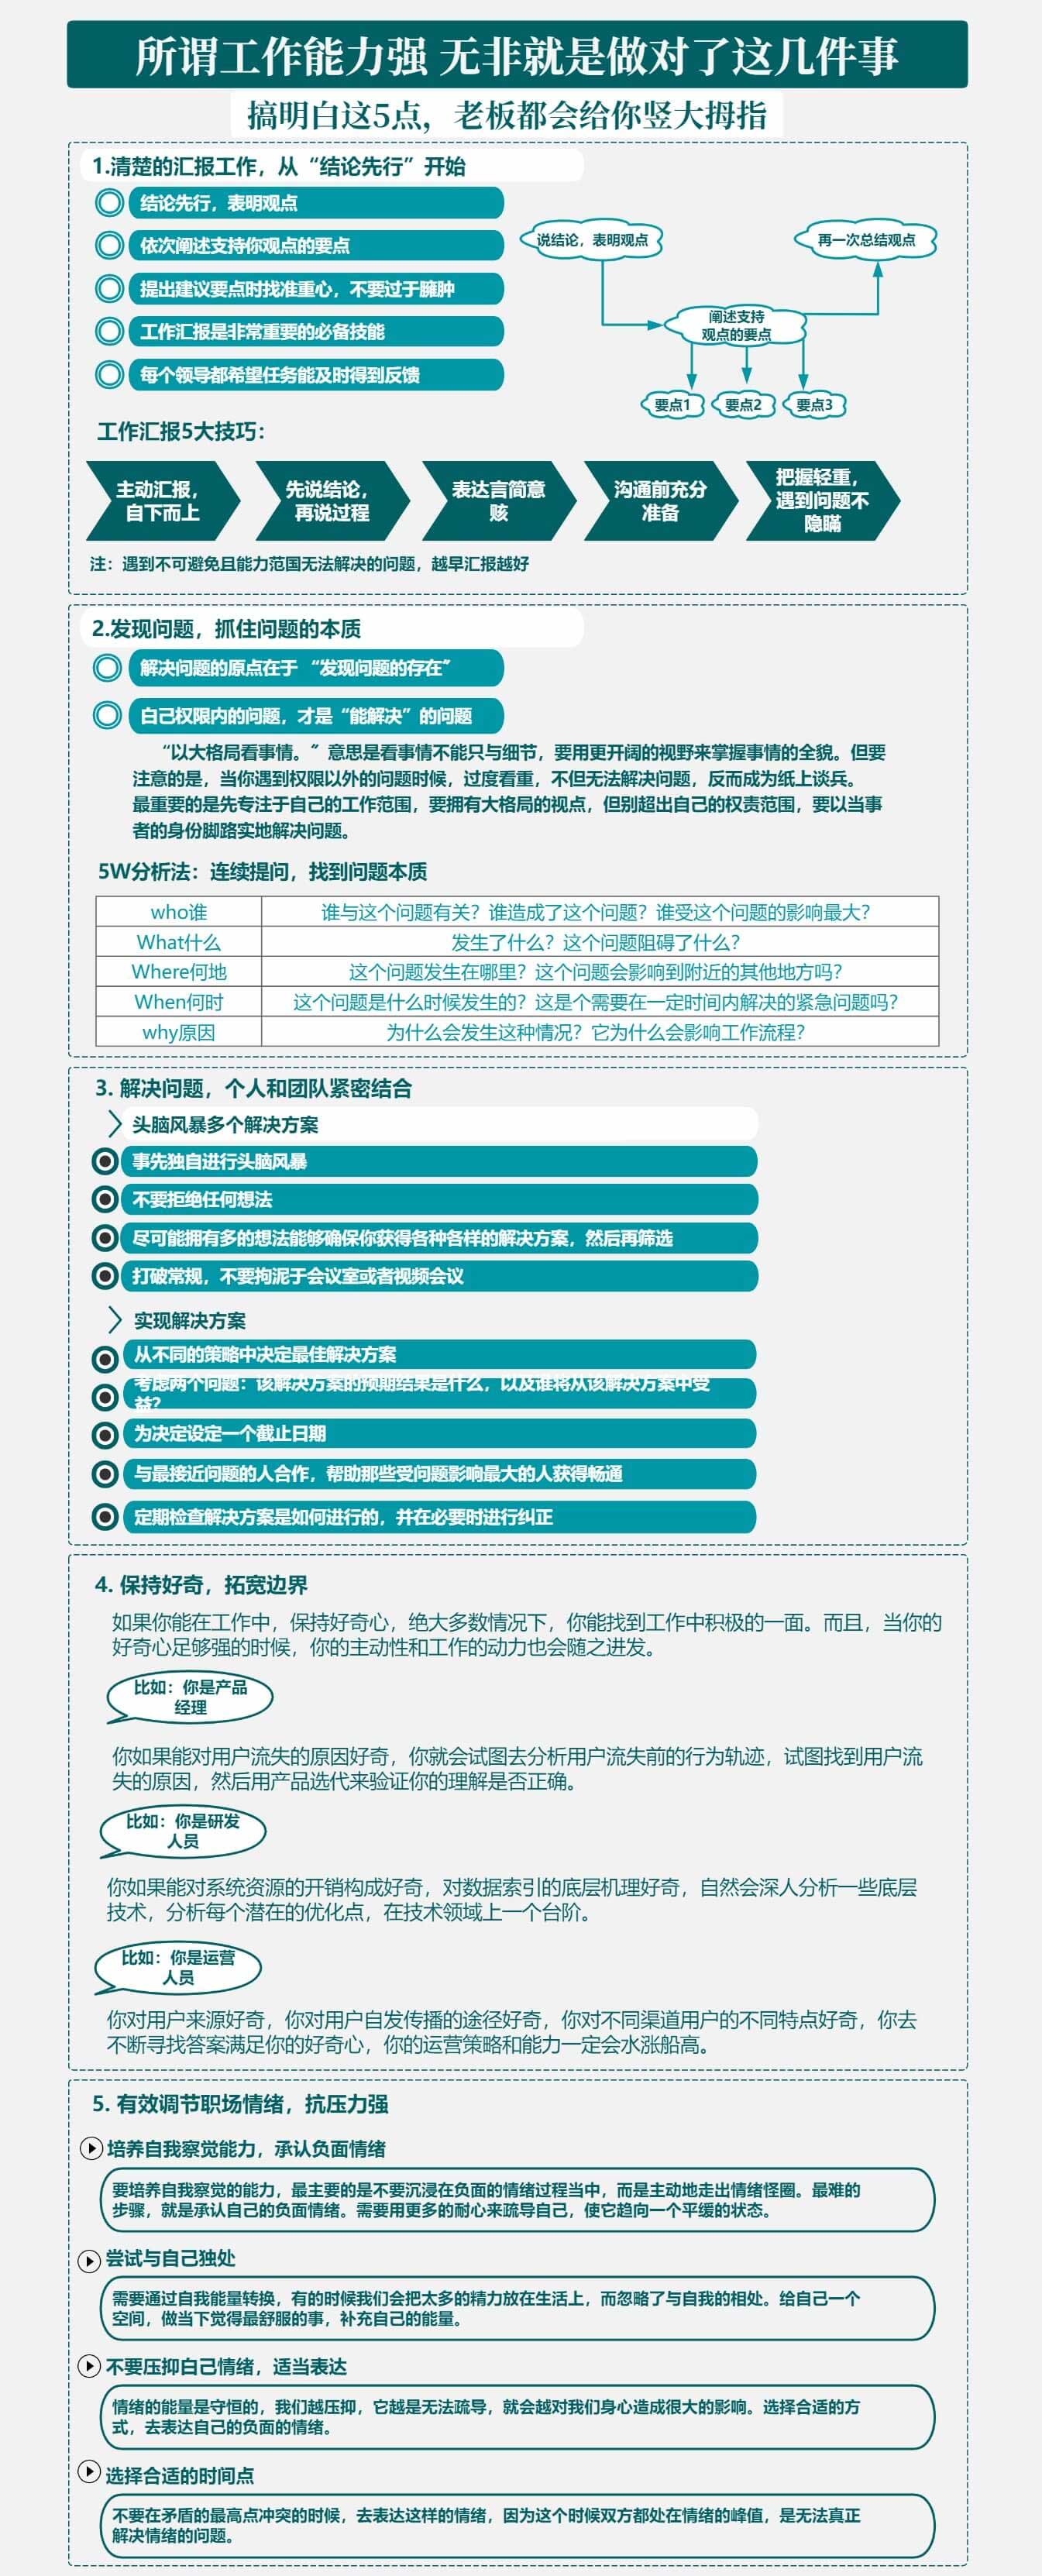 所谓工作能力强 无非就是做对了这几件事
搞明白这5点，老板都会给你竖大拇指
1.清楚的汇报工作，从“结论先行”开始
结论先行，表明观点
依次阐述支持你观点的要点
提出建议要点时找准重心，不要过于臃肿
工作汇报是非常重要的必备技能
每个领导都希望任务能及时得到反馈
说结论，表明观点
再一次总结观点
阐述支持
观点的要点
要点1
要点2
要点3
工作汇报5大技巧：
主动汇报，
自下而上
先说结论，
再说过程
表达言简意
赅
沟通前充分
准备
把握轻重，
遇到问题不
隐瞒
注：遇到不可避免且能力范国无法解决的问题，越早汇报越好
2.发现问题，抓住问题的本质
解决问题的原点在于 “发现问题的存在”
白己权限内的问题，才是“能解决”的问题
“以大格局看事情。”意思是看事情不能只与细节，要用更开阔的视野来掌握事情的全貌。但要
注意的是，当你遇到权限以外的问题时候，过度看重，不但无法解决问题，反而成为纸上谈兵。
最重要的是先专注于自己的工作范围，要拥有大格局的视点，但别超出自己的权责范围，要以当事
者的身份脚路实地解决问题。
5W分析法：连续提问，找到问题本质
who谁
谁与这个问题有关？谁造成了这个问题？谁受这个问题的影响最大？
What什么
发生了什么？这个问题阻碍了什么？
Where何地
这个问题发生在哪里？这个问题会影响到附近的其他地方吗？
When何时
这个问题是什么时候发生的？这是个需要在一定时间内解决的紧急问题吗？
why原因
为什么会发生这种情况？它为什么会影响工作流程？
3. 解决问题，个人和团队紧密结合
头脑风暴多个解决方案
事先独自进行头脑风暴
不要拒绝任何想法
尽可能拥有多的想法能够确保你获得各种各样的解决方案，然后再筛选
打破常规，不要拘泥于会议室或者视频会议
实现解决方案
从不同的策略中决定最佳解决方案
考虑两个问题：该解决方案的预期结果是什么，以及谁将从该解决方案中受
益？
为决定设定一个截止日期
与最接近问题的人合作，帮助那些受问题影响最大的人获得畅通
定期检查解决方案是如何进行的，并在必要时进行纠正
4. 保持好奇，拓宽边界
如果你能在工作中，保持好奇心，绝大多数情况下，你能找到工作中积极的一面。而且，当你的
好奇心足够强的时候，你的主动性和工作的动力也会随之进发。
比如：你是产品
经理
你如果能对用户流失的原因好奇，你就会试图去分析用户流失前的行为轨迹，试图找到用户流
失的原因，然后用产品选代来验证你的理解是否正确。
比如：你是研发
人员
你如果能对系统资源的开销构成好奇，对数据索引的底层机理好奇，自然会深人分析一些底层
技术，分析每个潜在的优化点，在技术领域上一个台阶。
比如：你是运营
人员
你对用户来源好奇，你对用户自发传播的途径好奇，你对不同渠道用户的不同特点好奇，你去
不断寻找答案满足你的好奇心，你的运营策略和能力一定会水涨船高。
5. 有效调节职场情绪，抗压力强
培养自我察觉能力，承认负面情绪
要培养自我察觉的能力，最主要的是不要沉浸在负面的情绪过程当中，而是主动地走出情绪怪圈。最难的
步骤，就是承认自己的负面情绪。需要用更多的耐心来疏导自己，使它趋向一个平缓的状态。
尝试与自己独处
需要通过自我能量转换，有的时候我们会把太多的精力放在生活上，而忽略了与自我的相处。给自己一个
空间，做当下觉得最舒服的事，补充自己的能量。
不要压抑白己情绪，适当表达
情绪的能量是守恒的，我们越压抑，它越是无法疏导，就会越对我们身心造成很大的影响。选择合适的方
式，去表达自己的负面的情绪。
选择合适的时间点
不要在矛盾的最高点冲突的时候，去表达这样的情绪，因为这个时候双方都处在情绪的峰值，是无法真正
解决情绪的问题。